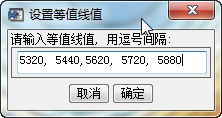 设置等值线值
请输入等值线值，用逗号间隔:
5320, 5440,5620, 5720, 5880
取消 确定